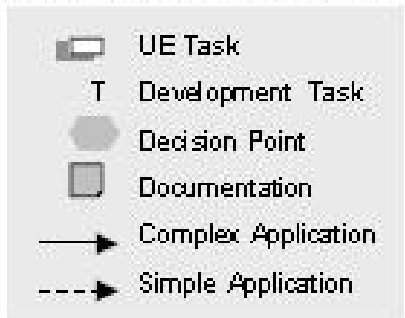 UE Task
T Development Task
Decision Point
Documentation
Complex Application
Simple Application